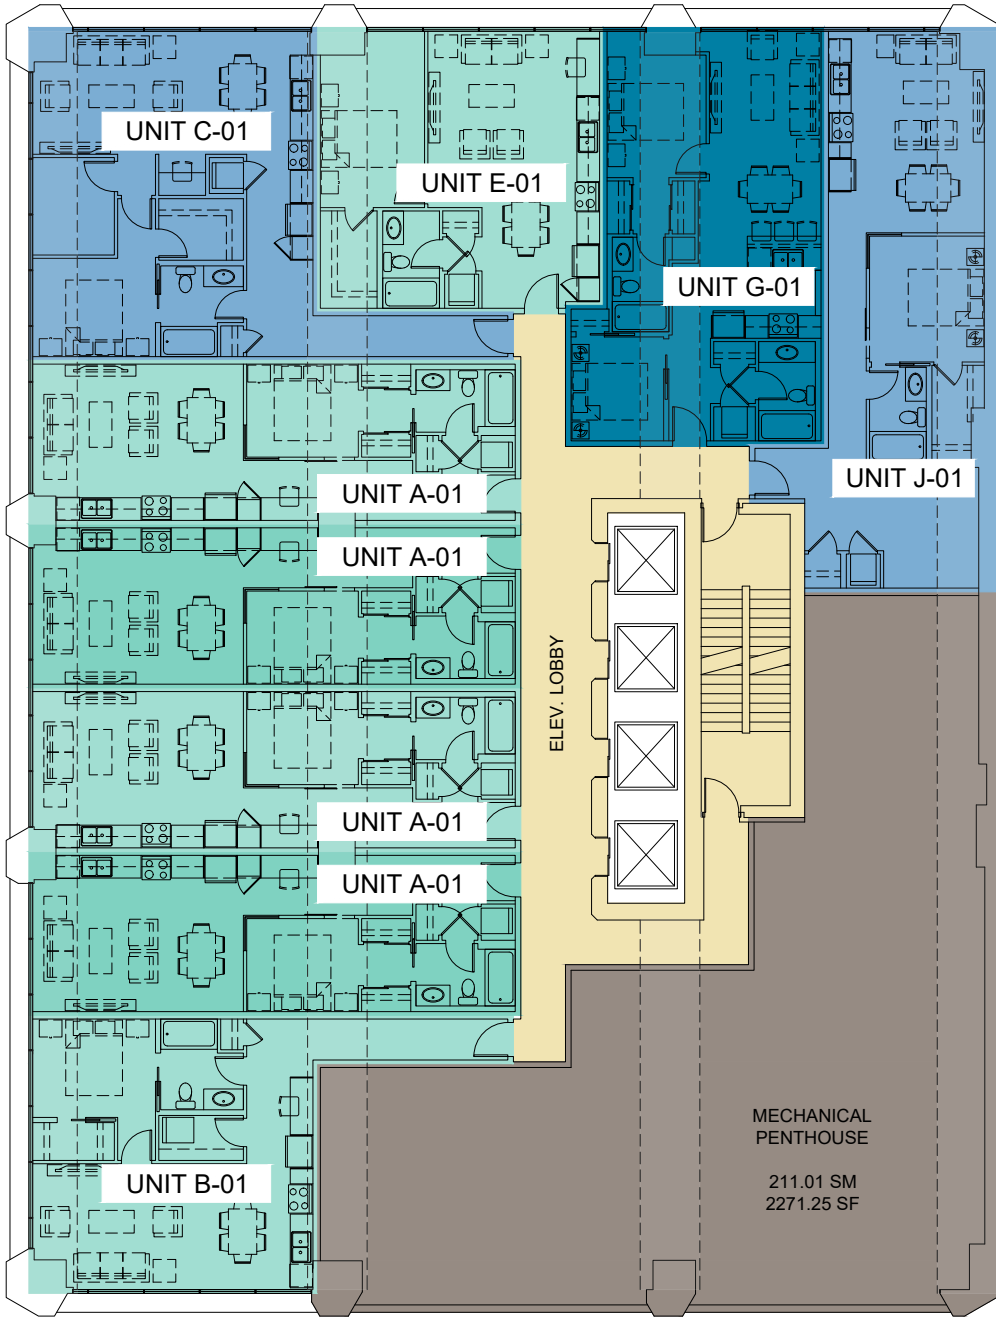 UNIT C-01
UNIT E-01
UNIT G-01
UNIT J-01
UNIT A-01
UNIT A-01
ELEV. LOBBY
UNIT A-01
UNIT A-01
UNIT B-01
MECHANICAL
PENTHOUSE
211.01 SM
2271.25 SF